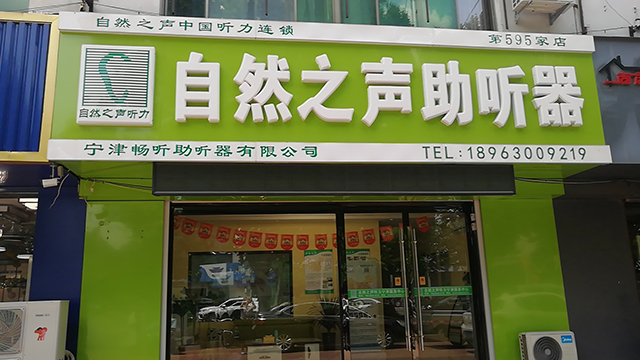 自然之声中国听力连锁
第595家店
自然之声听力
自然之声助听器
宁津畅听助听器有限公司
TEL:18963009219
Midea